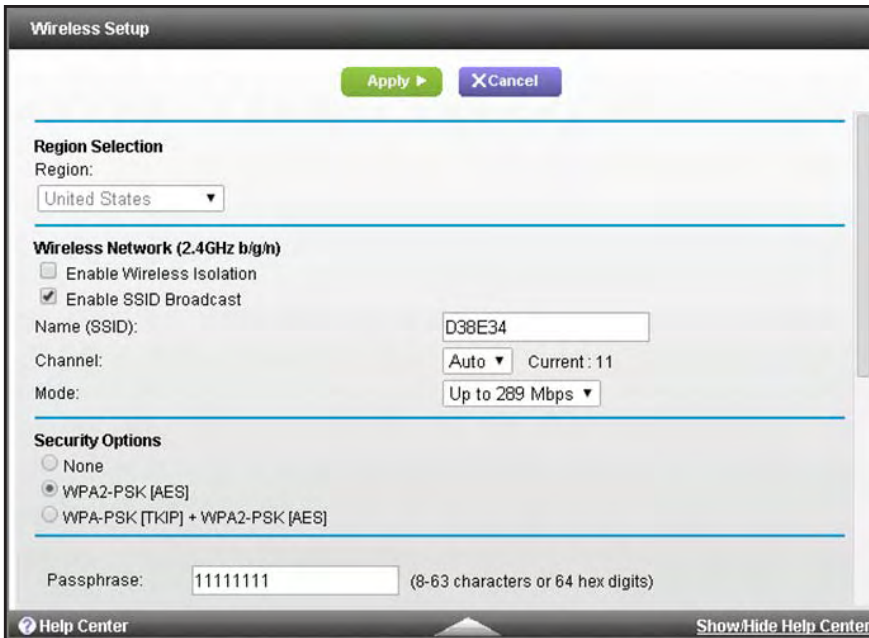 Wireless Setup
Apply XCancel
Region Selection
Region:
United States
Wireless Network (2.4GHz b/g/n)
Enable Wireless Isolation
Enable SSID Broadcast
Name (SSID): D38E34
Channel: Auto Current : 11
Mode: Up to 289 Mbps
Security Options
None
WPA2-PSK [AES]
WPA-PSK [TKIP] + WPA2-PSK [AES]
Passphrase: 11111111 (8-63 characters or 64 hex digits)
? Help Center Show/Hide Help Center